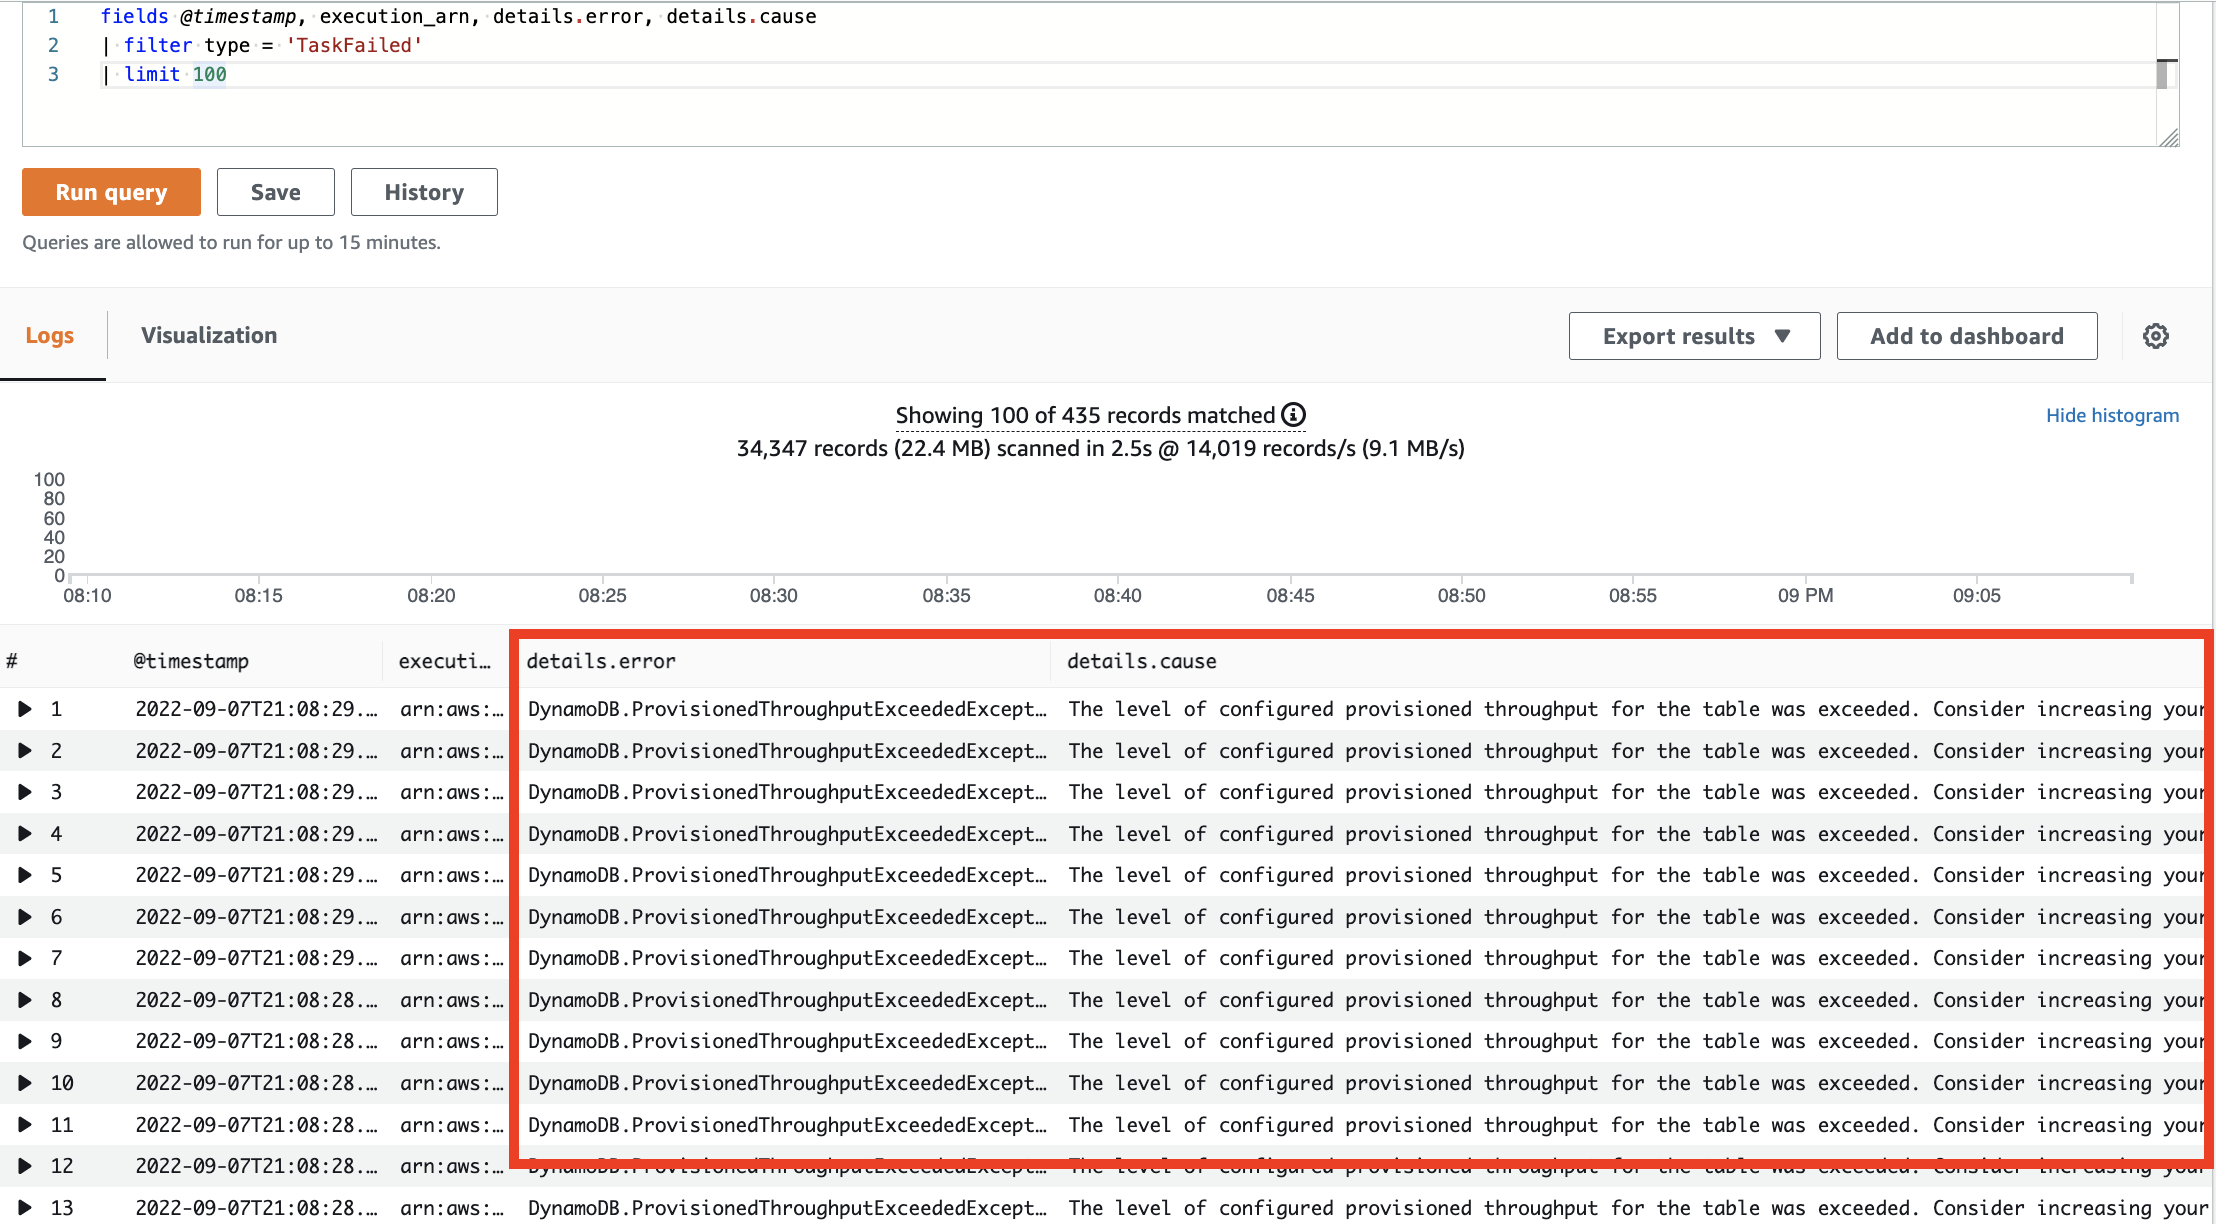 1 fields @timestamp, execution_arn, details.error, details.cause
2 | filter type = 'TaskFailed'
3 | limit 100
Run query Save History
Queries are allowed to run for up to 15 minutes.
Logs Visualization Export results ▼ Add to dashboard
Showing 100 of 435 records matched
Hide histogram
34,347 records (22.4 MB) scanned in 2.5s @ 14,019 records/s (9.1 MB/s)
100
80
60
40
20
0
08:10 08:15 08:20 08:25 08:30 08:35 08:40 08:45 08:50 08:55 09 PM 09:05
# @timestamp executi… details.error details.cause
1 2022-09-07T21:08:29.… arn:aws:… DynamoDB.ProvisionedThroughputExceededExcept… The level of configured provisioned throughput for the table was exceeded. Consider increasing your
2 2022-09-07T21:08:29.… arn:aws:… DynamoDB.ProvisionedThroughputExceededExcept… The level of configured provisioned throughput for the table was exceeded. Consider increasing your
3 2022-09-07T21:08:29.… arn:aws:… DynamoDB.ProvisionedThroughputExceededExcept… The level of configured provisioned throughput for the table was exceeded. Consider increasing your
4 2022-09-07T21:08:29.… arn:aws:… DynamoDB.ProvisionedThroughputExceededExcept… The level of configured provisioned throughput for the table was exceeded. Consider increasing your
5 2022-09-07T21:08:29.… arn:aws:… DynamoDB.ProvisionedThroughputExceededExcept… The level of configured provisioned throughput for the table was exceeded. Consider increasing your
6 2022-09-07T21:08:29.… arn:aws:… DynamoDB.ProvisionedThroughputExceededExcept… The level of configured provisioned throughput for the table was exceeded. Consider increasing your
7 2022-09-07T21:08:29.… arn:aws:… DynamoDB.ProvisionedThroughputExceededExcept… The level of configured provisioned throughput for the table was exceeded. Consider increasing your
8 2022-09-07T21:08:28.… arn:aws:… DynamoDB.ProvisionedThroughputExceededExcept… The level of configured provisioned throughput for the table was exceeded. Consider increasing your
9 2022-09-07T21:08:28.… arn:aws:… DynamoDB.ProvisionedThroughputExceededExcept… The level of configured provisioned throughput for the table was exceeded. Consider increasing your
10 2022-09-07T21:08:28.… arn:aws:… DynamoDB.ProvisionedThroughputExceededExcept… The level of configured provisioned throughput for the table was exceeded. Consider increasing your
11 2022-09-07T21:08:28.… arn:aws:… DynamoDB.ProvisionedThroughputExceededExcept… The level of configured provisioned throughput for the table was exceeded. Consider increasing your
12 2022-09-07T21:08:28.… arn:aws:… DynamoDB.ProvisionedThroughputExceededExcept… The level of configured provisioned throughput for the table was exceeded. Consider increasing your
13 2022-09-07T21:08:28.… arn:aws:… DynamoDB.ProvisionedThroughputExceededExcept… The level of configured provisioned throughput for the table was exceeded. Consider increasing your